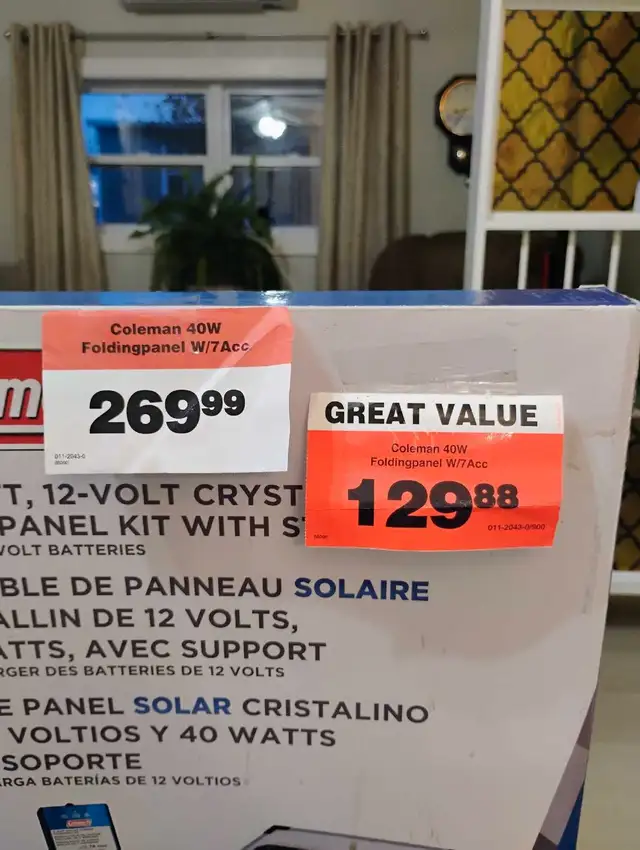 Coleman 40W
Foldingpanel W/7Acc
269⁹⁹
011-2043-0
GREAT VALUE
Coleman 40W
Foldingpanel W/7Acc
129⁸⁸
011-2043-0/900
T, 12-VOLT CRYST
PANEL KIT WITH S
VOLT BATTERIES
BLE DE PANNEAU SOLAIRE
ALLIN DE 12 VOLTS,
ATTS, AVEC SUPPORT
RGER DES BATTERIES DE 12 VOLTS
E PANEL SOLAR CRISTALINO
VOLTIOS Y 40 WATTS
SOPORTE
RGA BATERÍAS DE 12 VOLTIOS